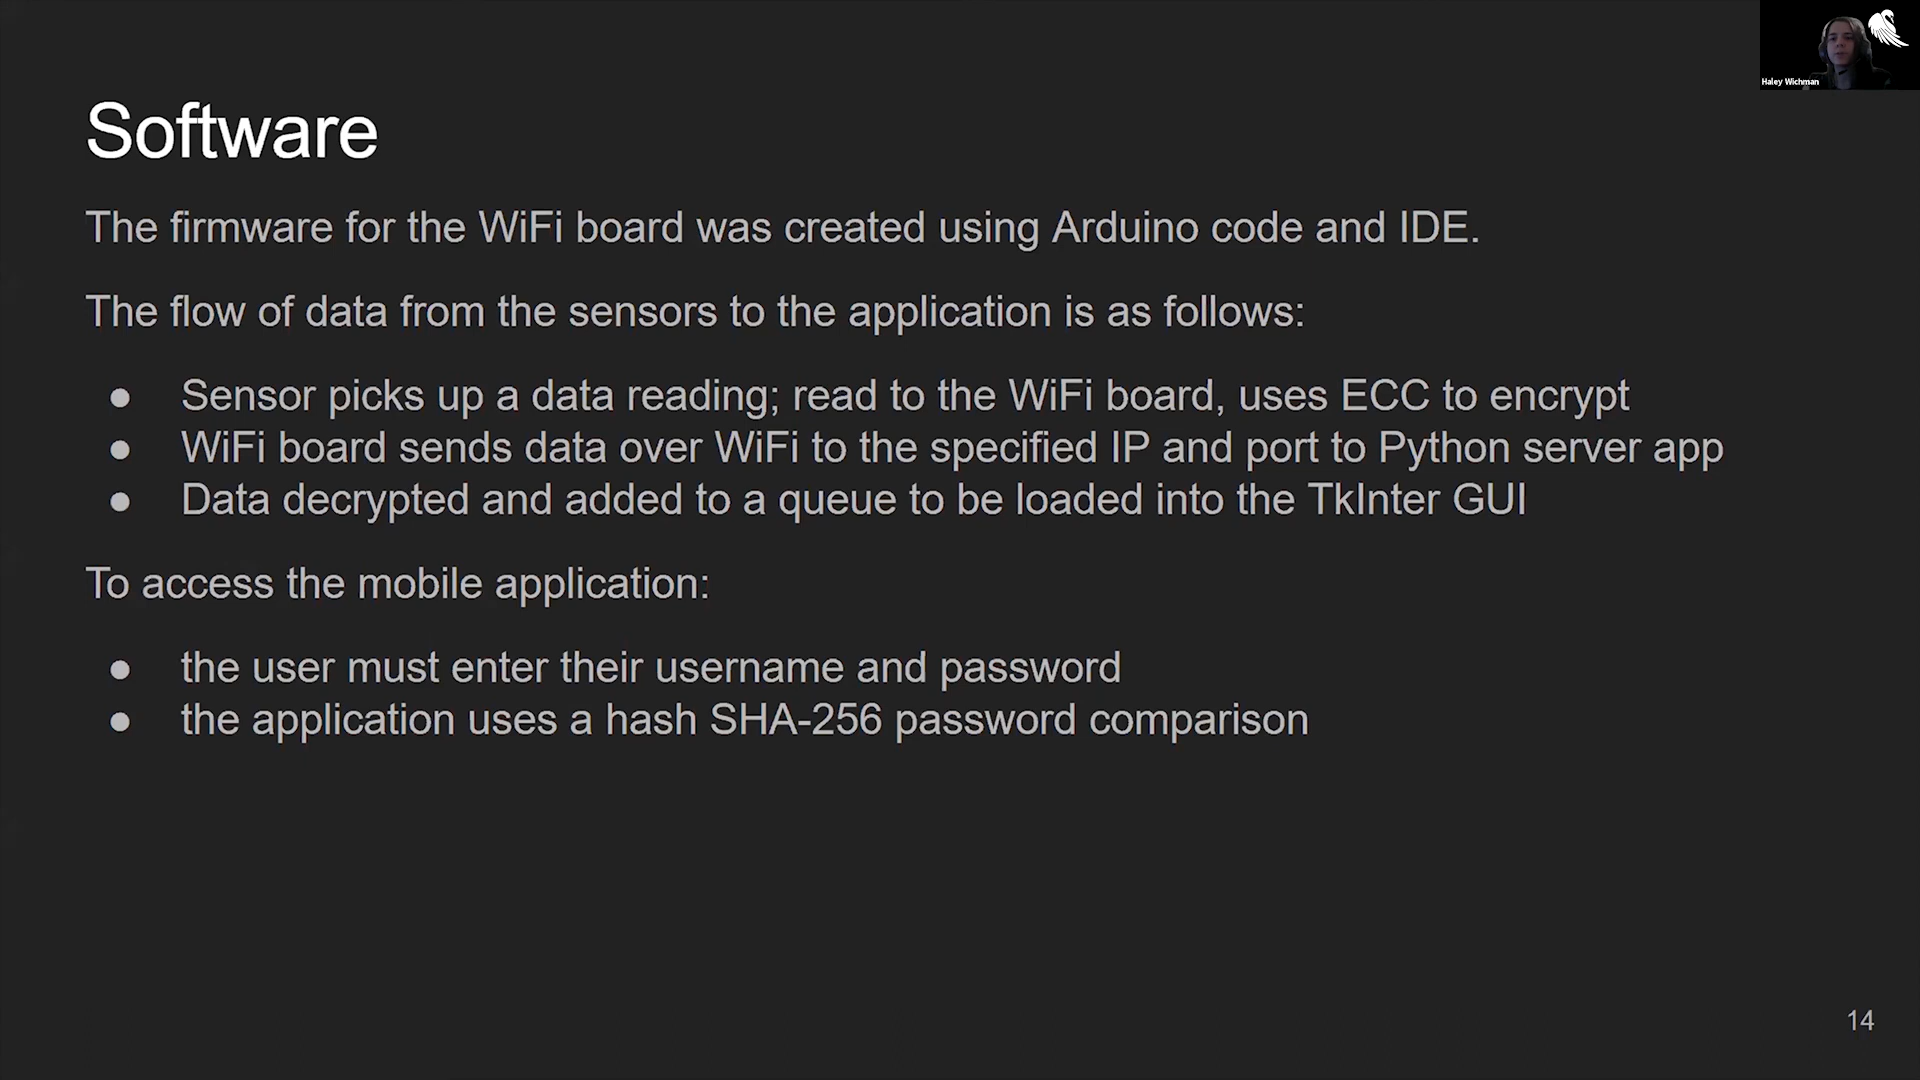 Haley Wichman
Software
The firmware for the WiFi board was created using Arduino code and IDE.
The flow of data from the sensors to the application is as follows:
● Sensor picks up a data reading; read to the WiFi board, uses ECC to encrypt
● WiFi board sends data over WiFi to the specified IP and port to Python server app
● Data decrypted and added to a queue to be loaded into the TkInter GUI
To access the mobile application:
● the user must enter their username and password
● the application uses a hash SHA-256 password comparison
14